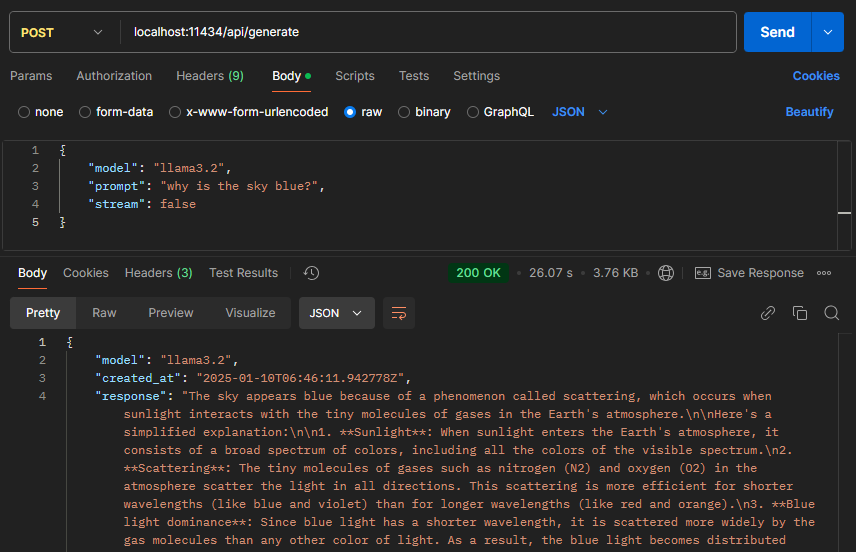 POST localhost:11434/api/generate Send
Params Authorization Headers (9) Body Scripts Tests Settings Cookies
none form-data x-www-form-urlencoded raw binary GraphQL JSON Beautify
1 {
2 "model": "llama3.2",
3 "prompt": "why is the sky blue?",
4 "stream": false
5 }
Body Cookies Headers (3) Test Results 200 OK 26.07 s 3.76 KB e.g. Save Response
Pretty Raw Preview Visualize JSON
1 {
2 "model": "llama3.2",
3 "created_at": "2025-01-10T06:46:11.942778Z",
4 "response": "The sky appears blue because of a phenomenon called scattering, which occurs when
sunlight interacts with the tiny molecules of gases in the Earth's atmosphere.\n\nHere's a
simplified explanation:\n\n1. **Sunlight**: When sunlight enters the Earth's atmosphere, it
consists of a broad spectrum of colors, including all the colors of the visible spectrum.\n2.
**Scattering**: The tiny molecules of gases such as nitrogen (N2) and oxygen (O2) in the
atmosphere scatter the light in all directions. This scattering is more efficient for shorter
wavelengths (like blue and violet) than for longer wavelengths (like red and orange).\n3. **Blue
light dominance**: Since blue light has a shorter wavelength, it is scattered more widely by the
gas molecules than any other color of light. As a result, the blue light becomes distributed